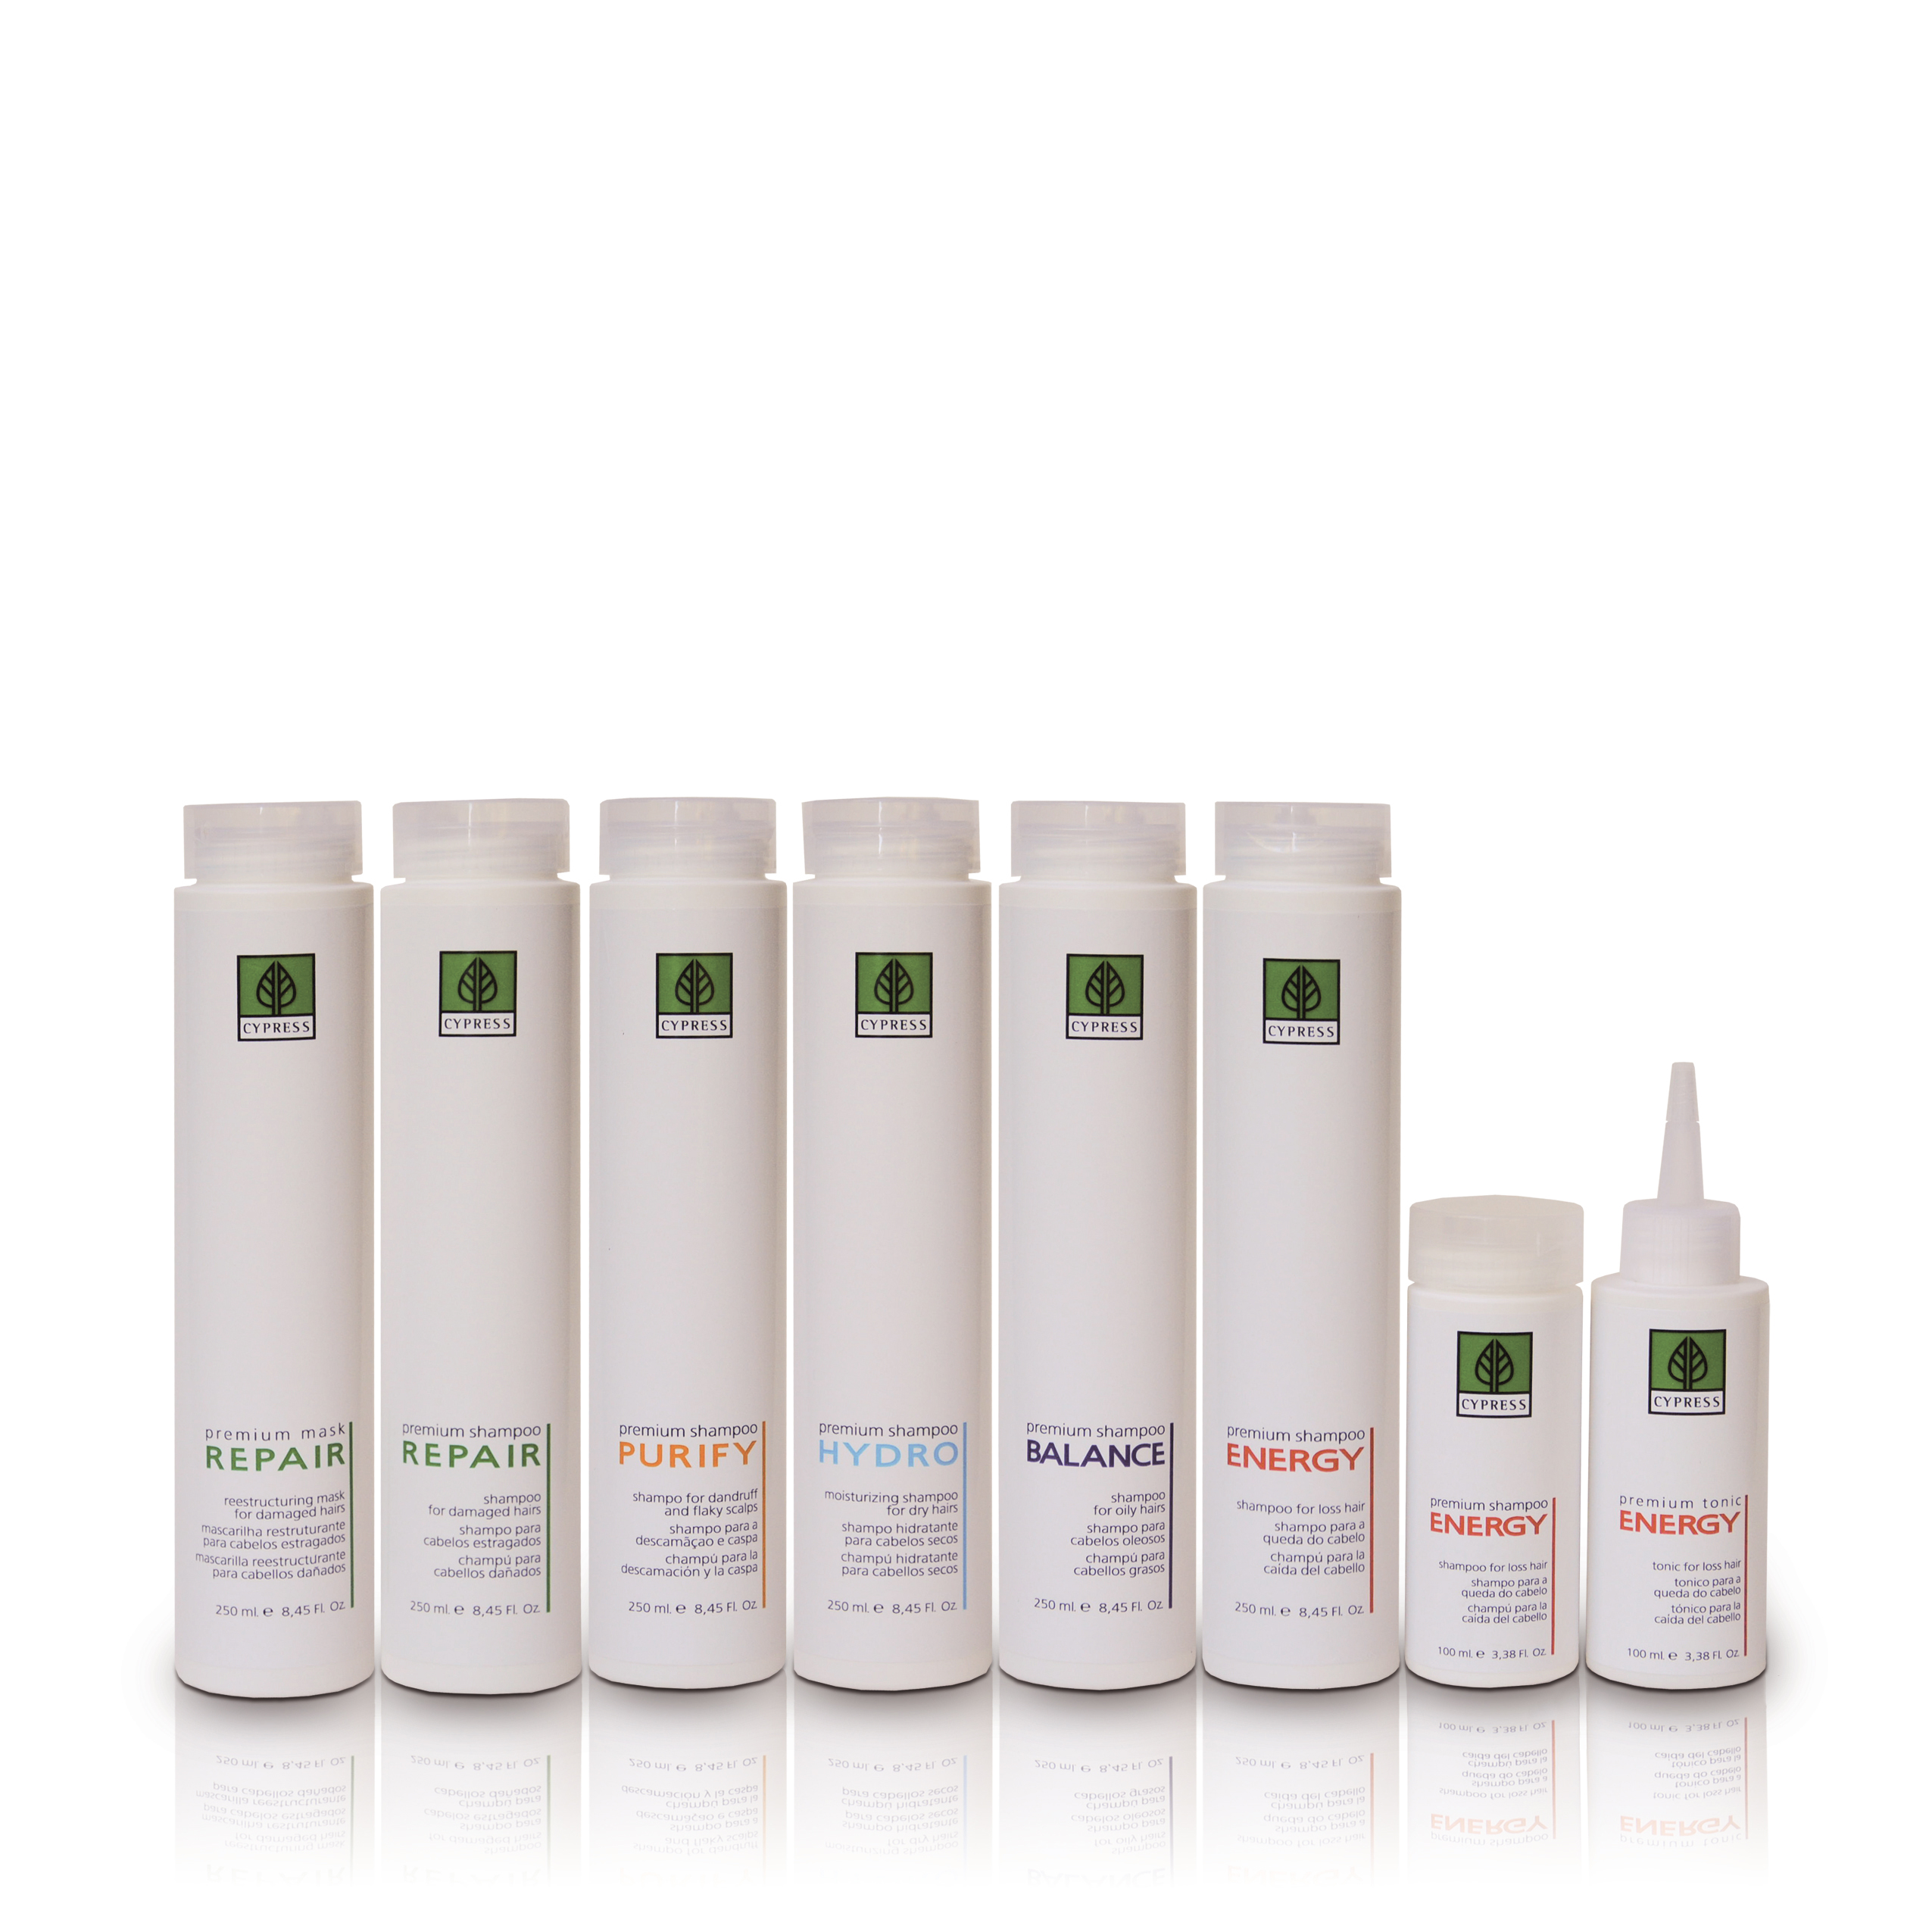 CYPRESS
premium mask
REPAIR
reestructuring mask
for damaged hairs
mascarilha restruturante
para cabelos estragados
mascarilla reestructurante
para cabellos dañados
250 ml. e 8,45 Fl. Oz.
CYPRESS
premium shampoo
REPAIR
shampoo
for damaged hairs
shampo para
cabelos estragados
champú para
cabellos dañados
250 ml. e 8,45 Fl. Oz.
CYPRESS
premium shampoo
PURIFY
shampo for dandruff
and flaky scalps
shampo para a
descamaçao e caspa
champú para la
descamación y la caspa
250 ml. e 8,45 Fl. Oz.
CYPRESS
premium shampoo
HYDRO
moisturizing shampoo
for dry hairs
shampo hidratante
para cabelos secos
champú hidratante
para cabellos secos
250 ml. e 8,45 Fl. Oz.
CYPRESS
premium shampoo
BALANCE
shampoo
for oily hairs
shampo para
cabelos oleosos
champú para
cabellos grasos
250 ml. e 8,45 Fl. Oz.
CYPRESS
premium shampoo
ENERGY
shampoo for loss hair
shampo para a
queda do cabelo
champú para la
caida del cabello
250 ml. e 8,45 Fl. Oz.
CYPRESS
premium shampoo
ENERGY
shampoo for loss hair
shampo para a
queda do cabelo
champú para la
caida del cabello
100 ml. e 3,38 Fl. Oz.
CYPRESS
premium tonic
ENERGY
tonic for loss hair
tonico para a
queda do cabelo
tónico para la
caida del cabello
100 ml. e 3,38 Fl. Oz.